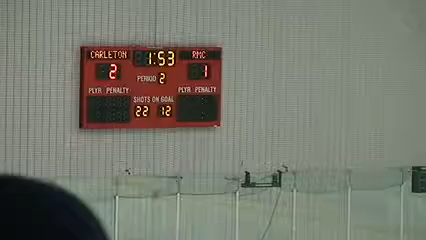 CARLETON 1:53 RMC
2 1
PERIOD 2
PLYR PENALTY PLYR PENALTY
SHOTS ON GOAL
22 12